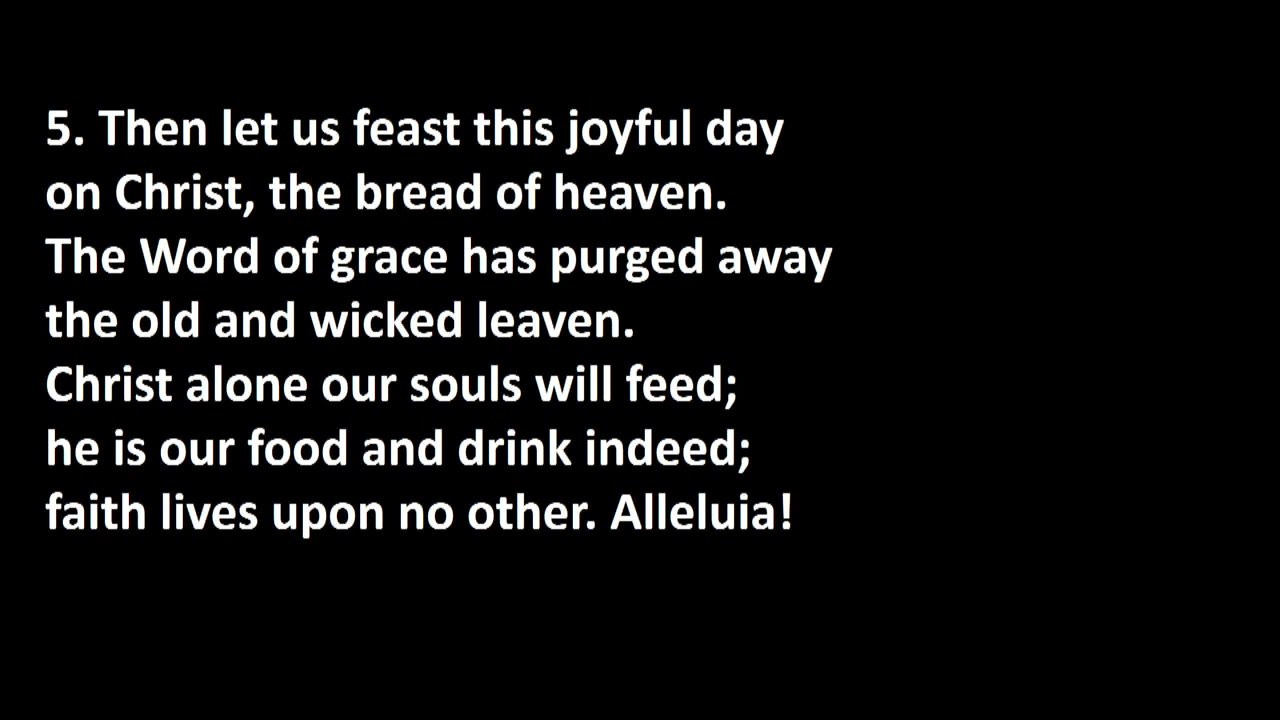 5. Then let us feast this joyful day
on Christ, the bread of heaven.
The Word of grace has purged away
the old and wicked leaven.
Christ alone our souls will feed;
he is our food and drink indeed;
faith lives upon no other. Alleluia!